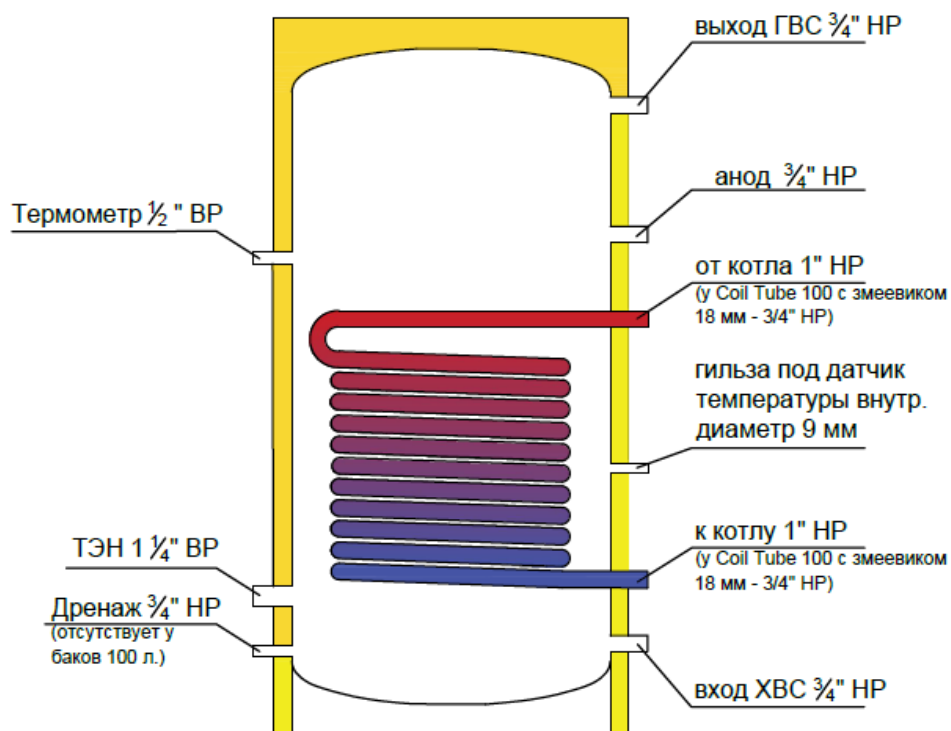 выход ГВС ¾" НР
анод ¾" НР
Термометр ½ " ВР
от котла 1" НР
(у Coil Tube 100 с змеевиком
18 мм - 3/4" НР)
гильза под датчик
температуры внутр.
диаметр 9 мм
ТЭН 1 ¼" ВР
к котлу 1" НР
(у Coil Tube 100 с змеевиком
18 мм - 3/4" НР)
Дренаж ¾" НР
(отсутствует у
баков 100 л.)
вход ХВС ¾" НР